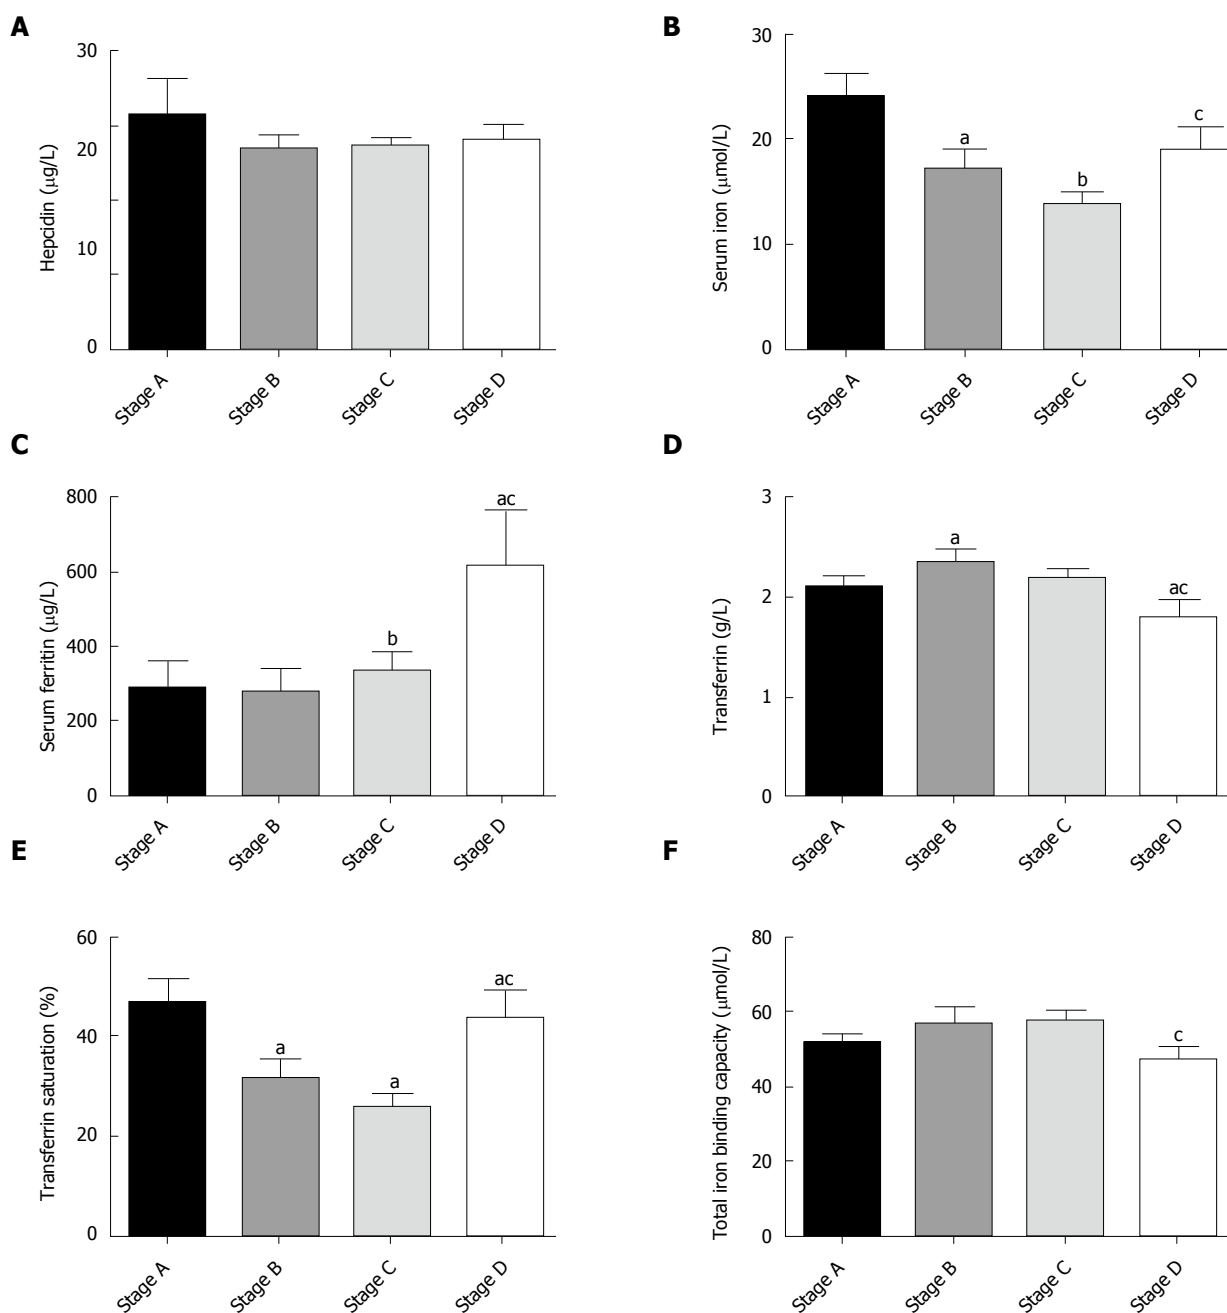 A
Hepcidin (μg/L)
30
20
10
0
Stage A
Stage B
Stage C
Stage D
B
Serum iron (μmol/L)
30
20
10
0
a
b
c
Stage A
Stage B
Stage C
Stage D
C
Serum ferritin (μg/L)
800
600
400
200
0
b
ac
Stage A
Stage B
Stage C
Stage D
D
Transferrin (g/L)
3
2
1
0
a
ac
Stage A
Stage B
Stage C
Stage D
E
Transferrin saturation (%)
60
40
20
0
a
a
ac
Stage A
Stage B
Stage C
Stage D
F
Total iron binding capacity (μmol/L)
80
60
40
20
0
c
Stage A
Stage B
Stage C
Stage D